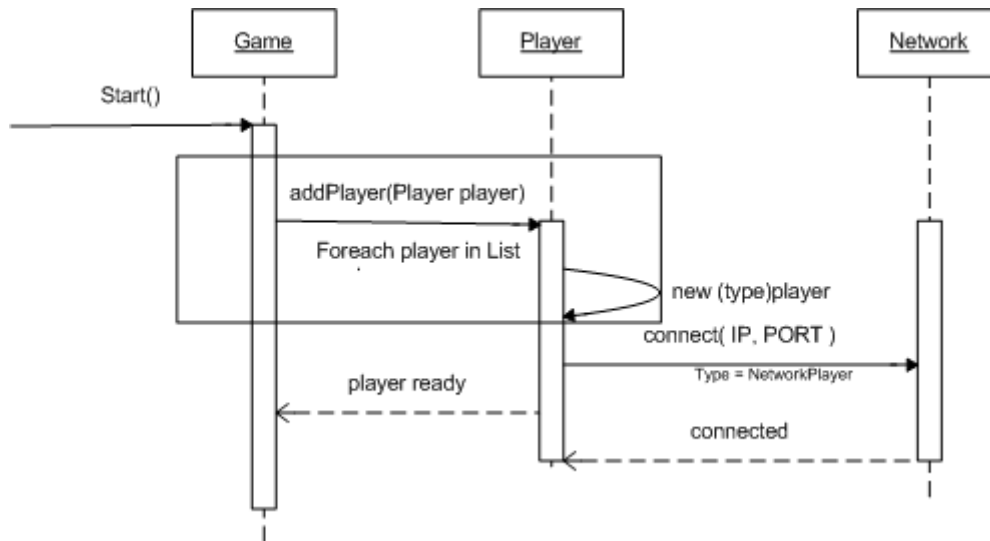 Game
Player
Network
Start()
addPlayer(Player player)
Foreach player in List
new (type)player
connect( IP, PORT )
Type = NetworkPlayer
player ready
connected